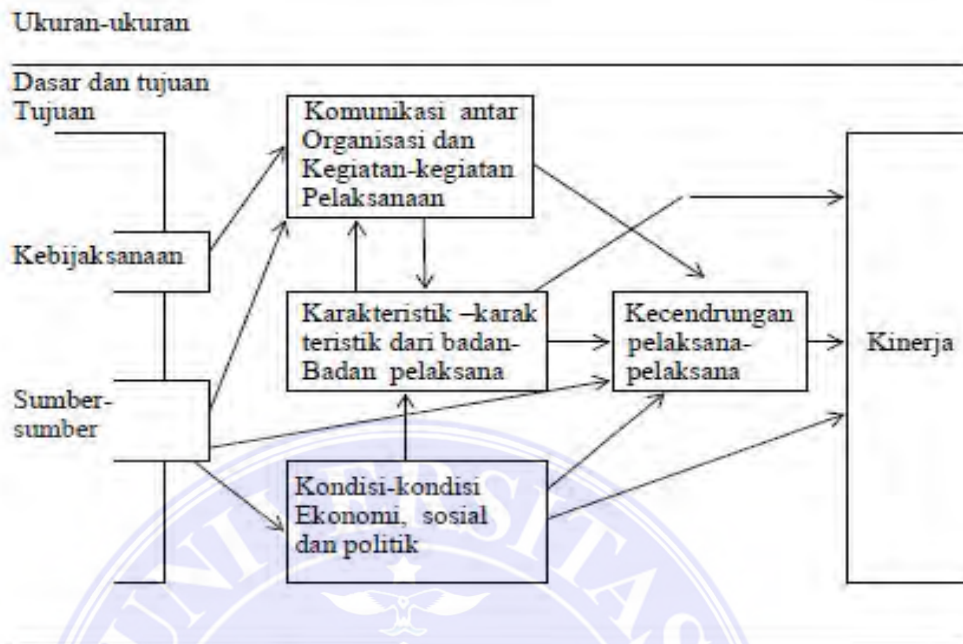 Ukuran-ukuran
Dasar dan tujuan
Tujuan
Kebijaksanaan
Sumber-
sumber
Komunikasi antar
Organisasi dan
Kegiatan-kegiatan
Pelaksanaan
Karakteristik –karak
teristik dari badan-
Badan pelaksana
Kondisi-kondisi
Ekonomi, sosial
dan politik
Kecendrungan
pelaksana-
pelaksana
Kinerja
UNIVERSITAS